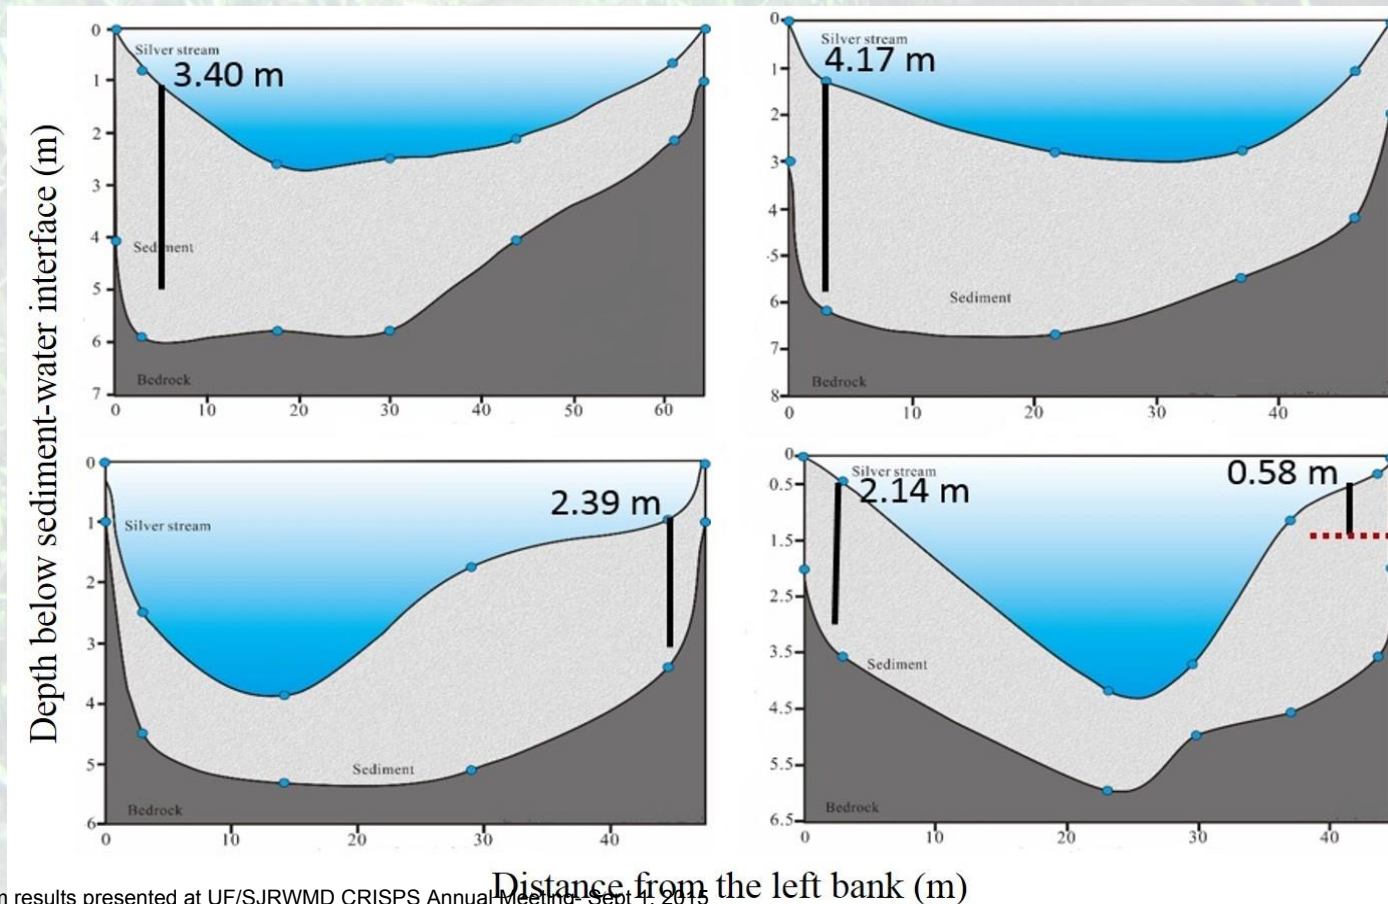 Depth below sediment-water interface (m)
0
1
2
3
4
5
6
7
Silver stream
3.40 m
Sediment
Bedrock
0 10 20 30 40 50 60
0
1
2
3
4
5
6
7
8
Silver stream
4.17 m
Sediment
Bedrock
0 10 20 30 40
0
1
2
3
4
5
6
2.39 m
Silver stream
Sediment
Bedrock
0 10 20 30 40
0
0.5
1.5
2.5
3.5
4.5
5.5
6.5
Silver stream
2.14 m
0.58 m
Sediment
Bedrock
0 10 20 30 40
Distance from the left bank (m)
results presented at UF/SJRWMD CRISPS Annual Meeting- Sept 1, 2015